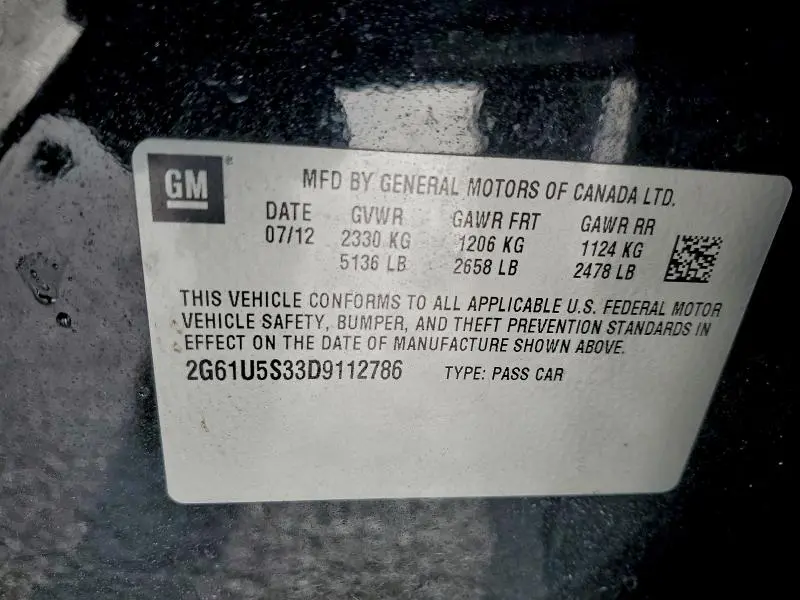 GM
MFD BY GENERAL MOTORS OF CANADA LTD.
DATE GVWR GAWR FRT GAWR RR
07/12 2330 KG 1206 KG 1124 KG
5136 LB 2658 LB 2478 LB
THIS VEHICLE CONFORMS TO ALL APPLICABLE U.S. FEDERAL MOTOR
VEHICLE SAFETY, BUMPER, AND THEFT PREVENTION STANDARDS IN
EFFECT ON THE DATE OF MANUFACTURE SHOWN ABOVE.
2G61U5S33D9112786 TYPE: PASS CAR